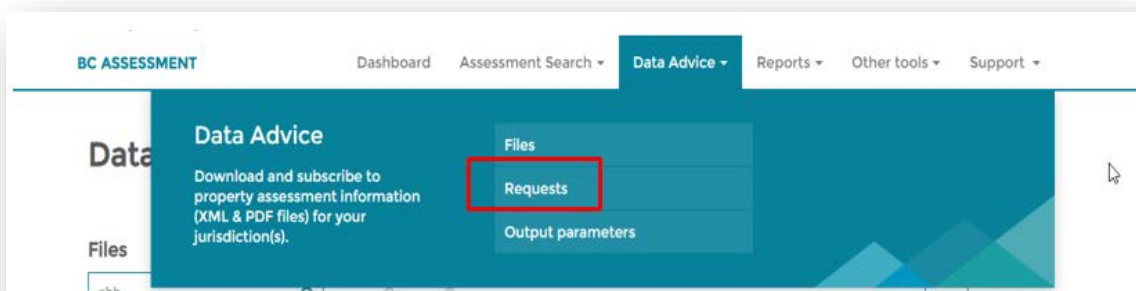 BC ASSESSMENT
Dashboard
Assessment Search
Data Advice
Reports
Other tools
Support
Data
Data Advice
Download and subscribe to
property assessment information
(XML & PDF files) for your
jurisdiction(s).
Files
Requests
Output parameters
Files